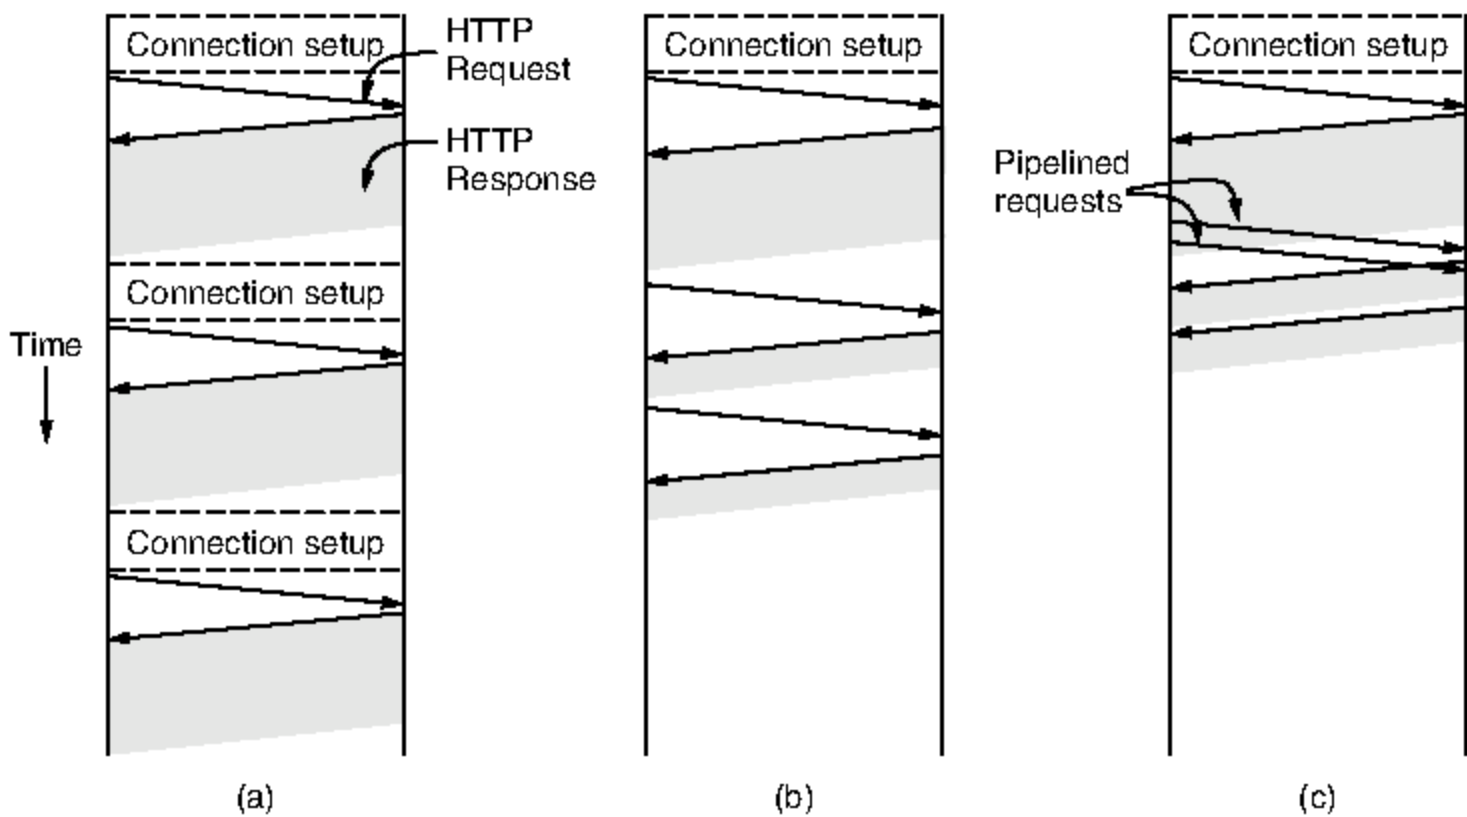 Connection setup
HTTP
Request
HTTP
Response
Connection setup
Time
Connection setup
(a)
Connection setup
(b)
Connection setup
Pipelined
requests
(c)